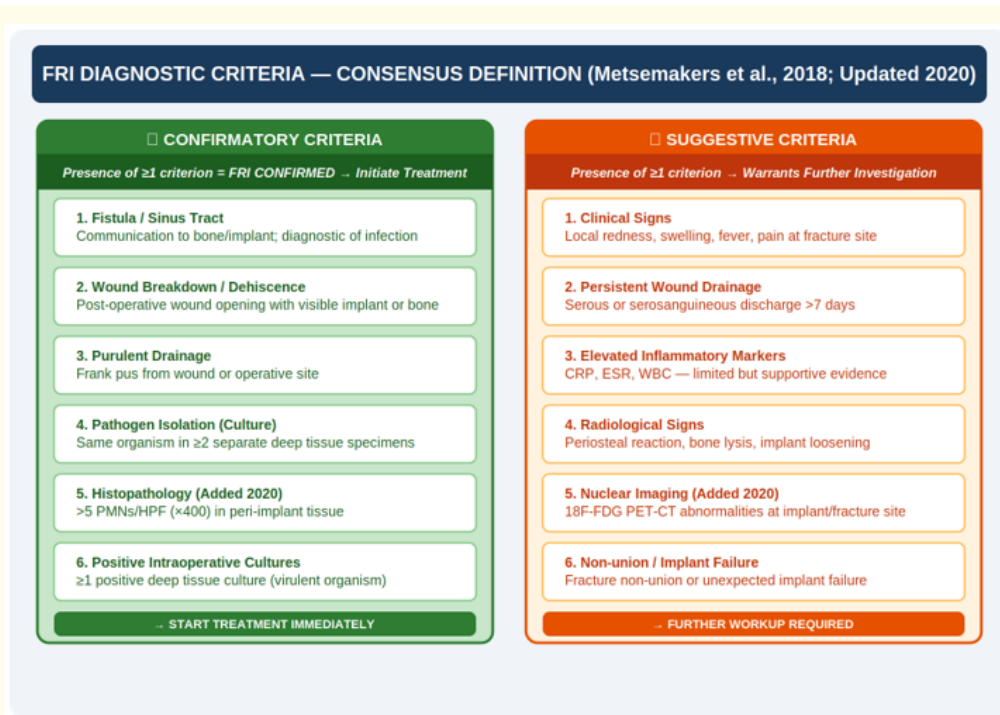 FRI DIAGNOSTIC CRITERIA — CONSENSUS DEFINITION (Metsemakers et al., 2018; Updated 2020)
CONFIRMATORY CRITERIA
Presence of ≥1 criterion = FRI CONFIRMED → Initiate Treatment
1. Fistula / Sinus Tract
Communication to bone/implant; diagnostic of infection
2. Wound Breakdown / Dehiscence
Post-operative wound opening with visible implant or bone
3. Purulent Drainage
Frank pus from wound or operative site
4. Pathogen Isolation (Culture)
Same organism in ≥2 separate deep tissue specimens
5. Histopathology (Added 2020)
>5 PMNs/HPF (×400) in peri-implant tissue
6. Positive Intraoperative Cultures
≥1 positive deep tissue culture (virulent organism)
→ START TREATMENT IMMEDIATELY
SUGGESTIVE CRITERIA
Presence of ≥1 criterion → Warrants Further Investigation
1. Clinical Signs
Local redness, swelling, fever, pain at fracture site
2. Persistent Wound Drainage
Serous or serosanguineous discharge >7 days
3. Elevated Inflammatory Markers
CRP, ESR, WBC — limited but supportive evidence
4. Radiological Signs
Periosteal reaction, bone lysis, implant loosening
5. Nuclear Imaging (Added 2020)
18F-FDG PET-CT abnormalities at implant/fracture site
6. Non-union / Implant Failure
Fracture non-union or unexpected implant failure
→ FURTHER WORKUP REQUIRED